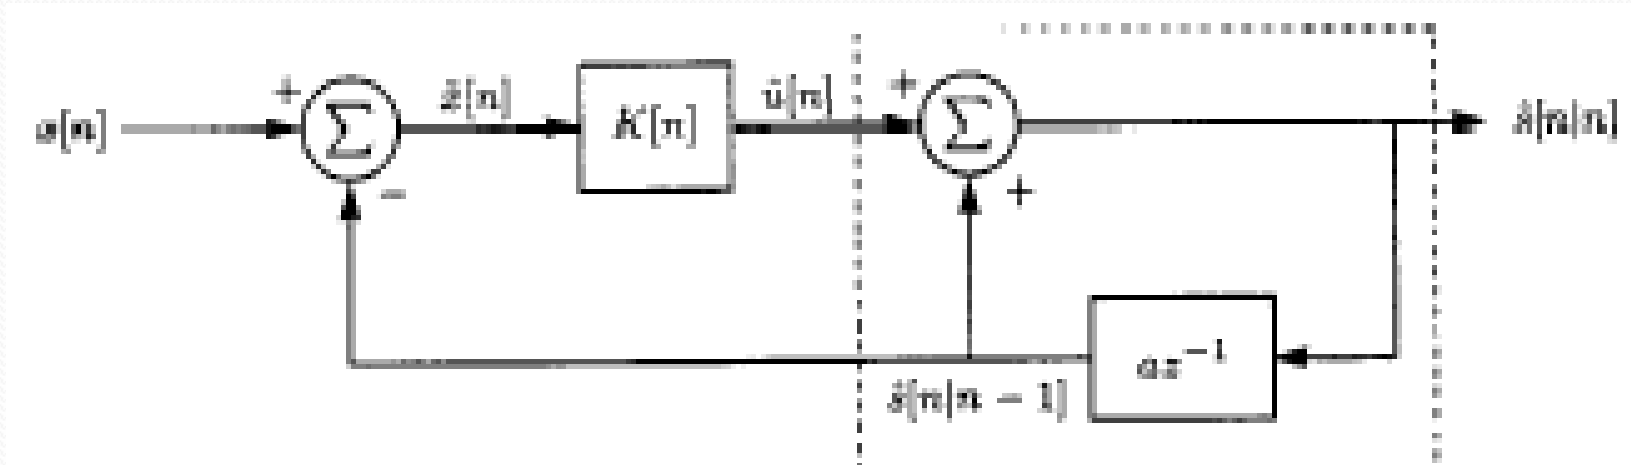 +
x[n]
Σ
x̃[n]
K[n]
û[n]
+
Σ
ŝ[n|n]
−
+
az⁻¹
ŝ[n|n − 1]